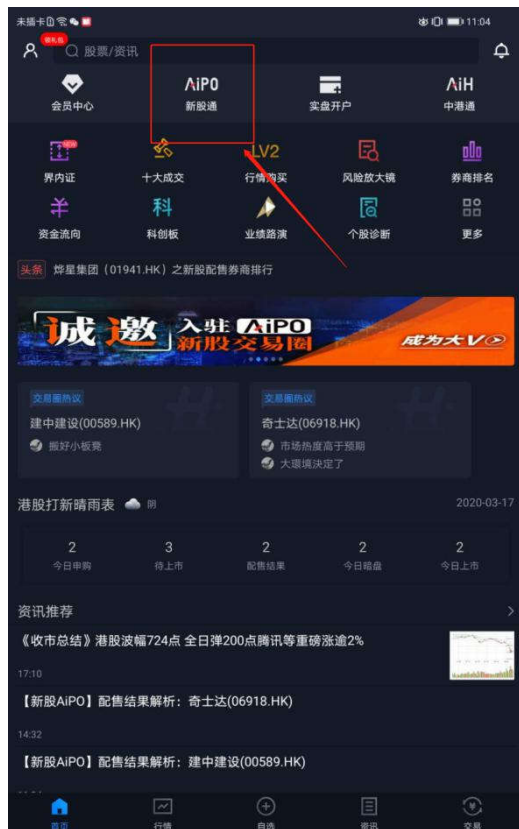 未插卡 11:04
领礼包
股票/资讯
会员中心
AiPO
新股通
实盘开户
AiH
中港通
NEW
界内证
十大成交
LV2
行情购买
风险放大镜
券商排名
资金流向
科
科创板
业绩路演
个股诊断
更多
头条 烨星集团（01941.HK）之新股配售券商排行
诚邀 入驻 AiPO
新股交易圈
成为大V
交易圈热议
建中建设(00589.HK)
搬好小板凳
交易圈热议
奇士达(06918.HK)
市场热度高于预期
大環境決定了
港股打新晴雨表 阴 2020-03-17
2 3 2 2 2
今日申购 待上市 配售结果 今日暗盘 今日上市
资讯推荐
《收市总结》港股波幅724点 全日弹200点腾讯等重磅涨逾2%
17:10
【新股AiPO】配售结果解析：奇士达(06918.HK)
14:32
【新股AiPO】配售结果解析：建中建设(00589.HK)
首页 行情 自选 资讯 交易